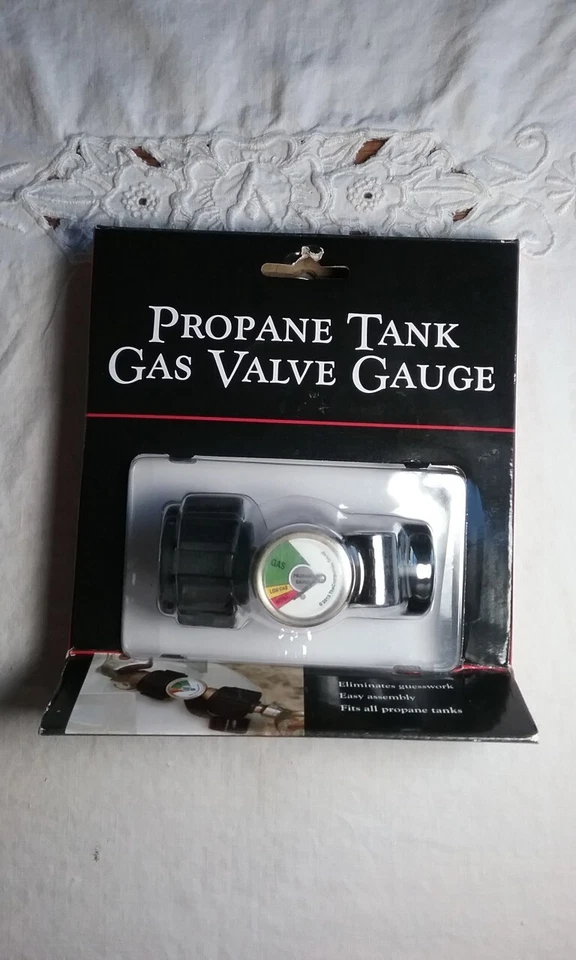 PROPANE TANK
GAS VALVE GAUGE
GAS
Eliminates guesswork
Easy assembly
Fits all propane tanks